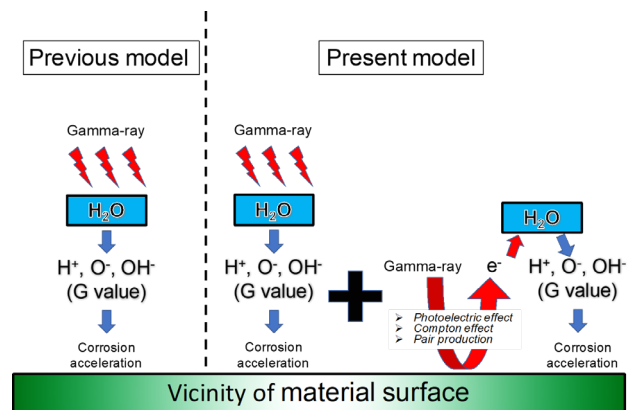 Previous model
Present model
Gamma-ray
H₂O
H⁺, O⁻, OH⁻
(G value)
Corrosion
acceleration
Gamma-ray
H₂O
H⁺, O⁻, OH⁻
(G value)
Corrosion
acceleration
Gamma-ray
e⁻
Photoelectric effect
Compton effect
Pair production
H₂O
H⁺, O⁻, OH⁻
(G value)
Corrosion
acceleration
Vicinity of material surface